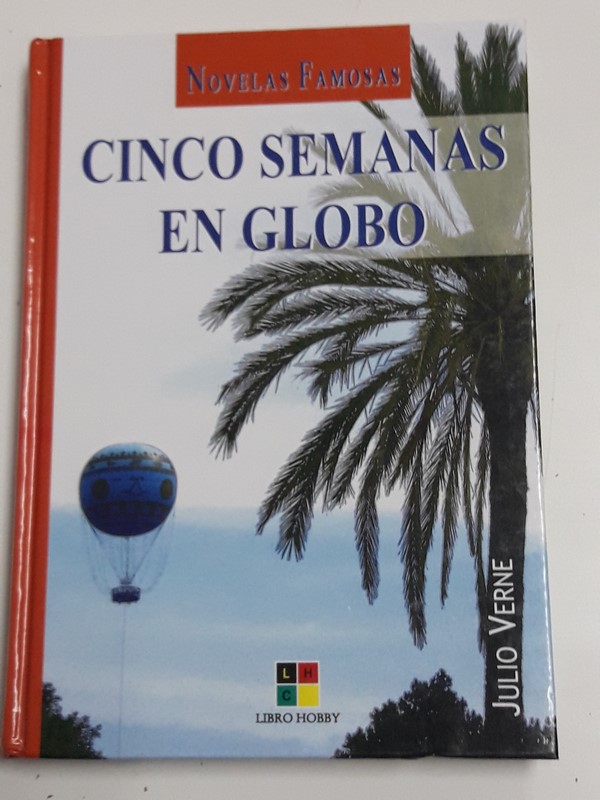 NOVELAS FAMOSAS
CINCO SEMANAS
EN GLOBO
JULIO VERNE
L H
C
LIBRO HOBBY